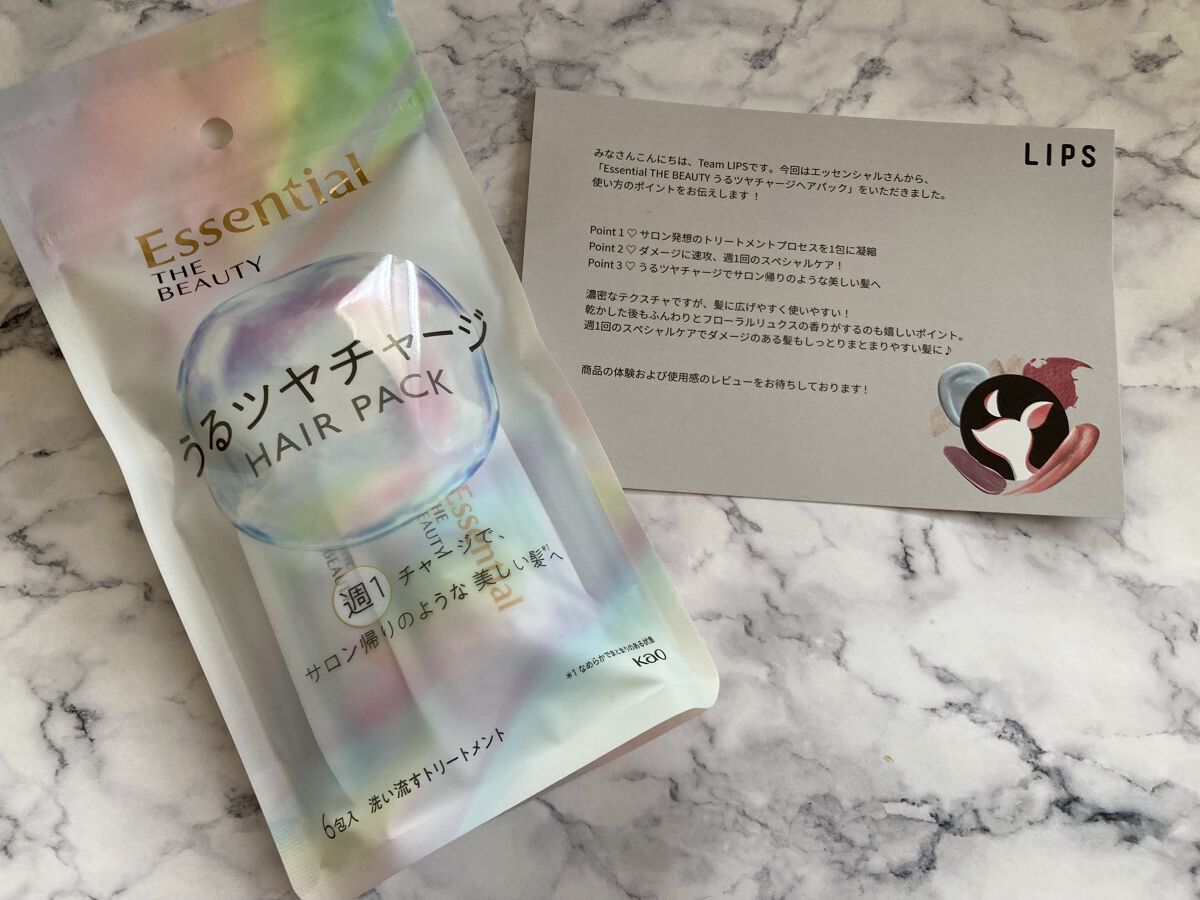 Essential
THE
BEAUTY
うるツヤチャージ
HAIR PACK
Essential
THE
BEAUTY
週1 チャージで、
サロン帰りのような 美しい髪*1へ
*1 なめらかでまとまりのある状態
Kao
6包入 洗い流すトリートメント
LIPS
みなさんこんにちは、Team LIPSです。今回はエッセンシャルさんから、
「Essential THE BEAUTY うるツヤチャージヘアパック」をいただきました。
使い方のポイントをお伝えします！
Point 1 ♡ サロン発想のトリートメントプロセスを1包に凝縮
Point 2 ♡ ダメージに速攻、週1回のスペシャルケア！
Point 3 ♡ うるツヤチャージでサロン帰りのような美しい髪へ
濃密なテクスチャですが、髪に広げやすく使いやすい！
乾かした後もふんわりとフローラルリュクスの香りがするのも嬉しいポイント。
週1回のスペシャルケアでダメージのある髪もしっとりまとまりやすい髪に♪
商品の体験および使用感のレビューをお待ちしております！